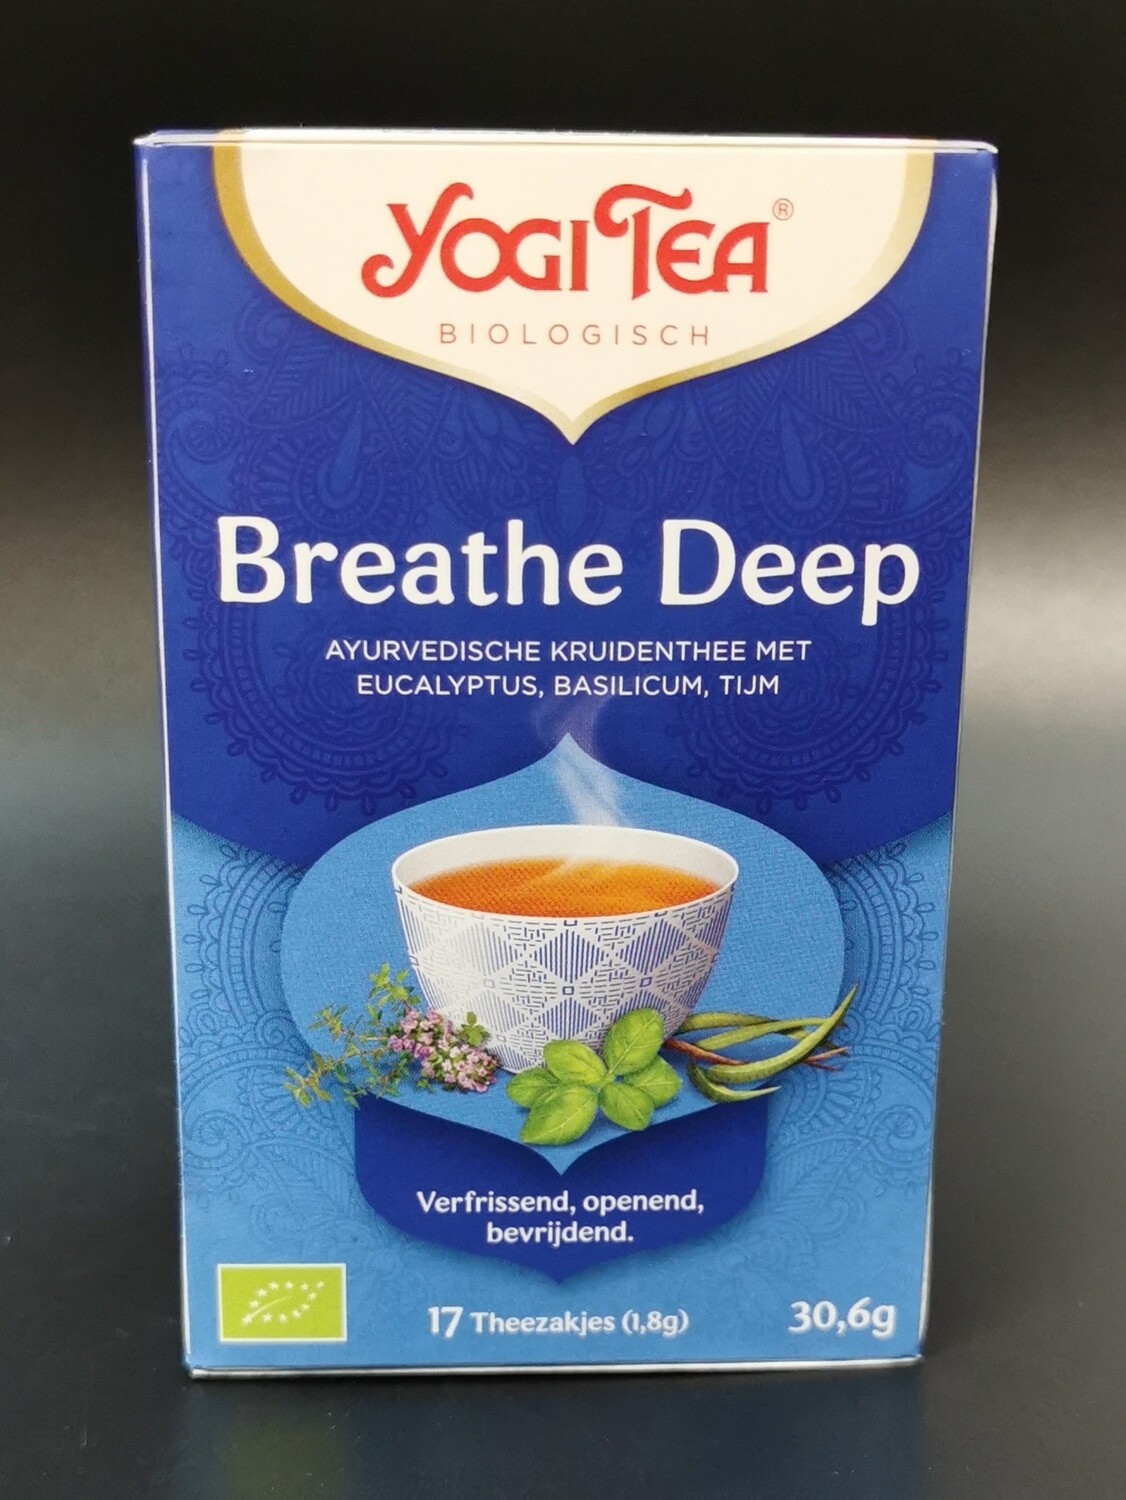 YOGI TEA®
BIOLOGISCH
Breathe Deep
AYURVEDISCHE KRUIDENTHEE MET
EUCALYPTUS, BASILICUM, TIJM
Verfrissend, openend,
bevrijdend.
17 Theezakjes (1,8g)
30,6g